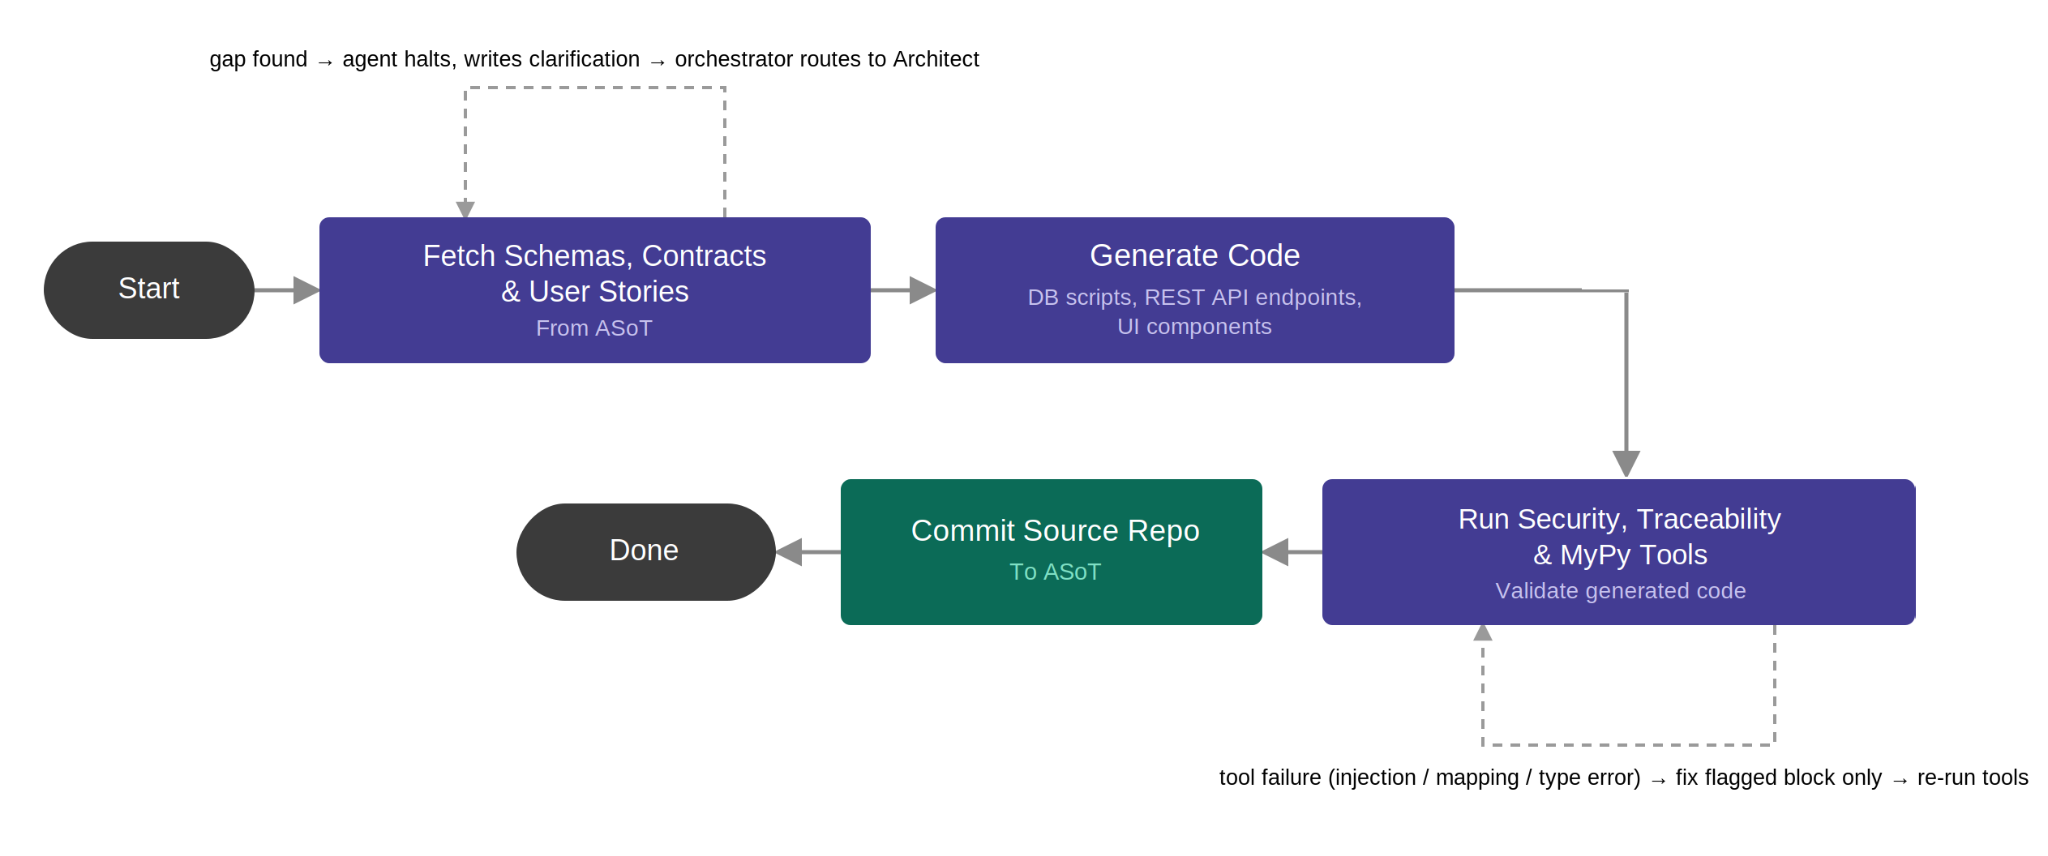 gap found → agent halts, writes clarification → orchestrator routes to Architect
Start
Fetch Schemas, Contracts
& User Stories
From ASoT
Generate Code
DB scripts, REST API endpoints,
UI components
Run Security, Traceability
& MyPy Tools
Validate generated code
Commit Source Repo
To ASoT
Done
tool failure (injection / mapping / type error) → fix flagged block only → re-run tools